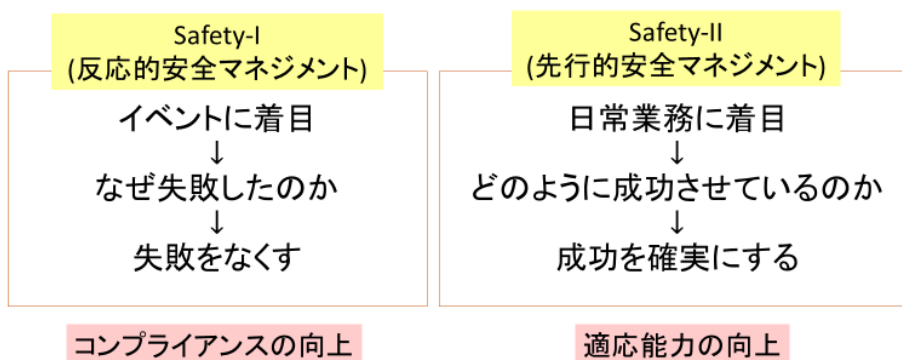 Safety-I
(反応的安全マネジメント)
イベントに着目
↓
なぜ失敗したのか
↓
失敗をなくす
コンプライアンスの向上
Safety-II
(先行的安全マネジメント)
日常業務に着目
↓
どのように成功させているのか
↓
成功を確実にする
適応能力の向上